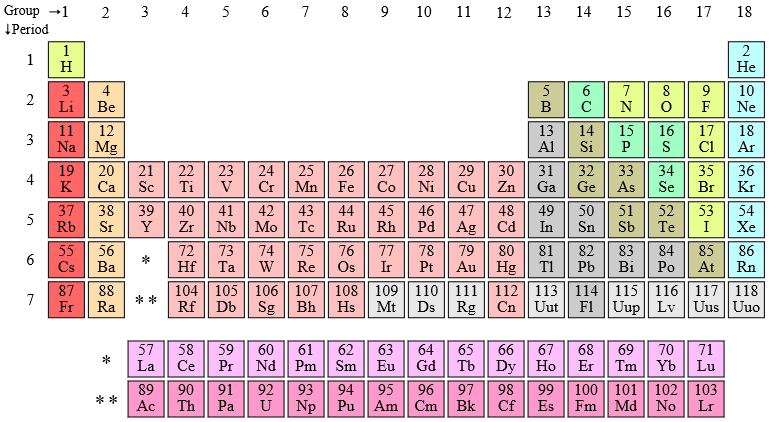 Group →1 2 3 4 5 6 7 8 9 10 11 12 13 14 15 16 17 18
↓Period
1 1 2
H He
2 3 4 5 6 7 8 9 10
Li Be B C N O F Ne
3 11 12 13 14 15 16 17 18
Na Mg Al Si P S Cl Ar
4 19 20 21 22 23 24 25 26 27 28 29 30 31 32 33 34 35 36
K Ca Sc Ti V Cr Mn Fe Co Ni Cu Zn Ga Ge As Se Br Kr
5 37 38 39 40 41 42 43 44 45 46 47 48 49 50 51 52 53 54
Rb Sr Y Zr Nb Mo Tc Ru Rh Pd Ag Cd In Sn Sb Te I Xe
6 55 56 * 72 73 74 75 76 77 78 79 80 81 82 83 84 85 86
Cs Ba Hf Ta W Re Os Ir Pt Au Hg Tl Pb Bi Po At Rn
7 87 88 ** 104 105 106 107 108 109 110 111 112 113 114 115 116 117 118
Fr Ra Rf Db Sg Bh Hs Mt Ds Rg Cn Uut Fl Uup Lv Uus Uuo
* 57 58 59 60 61 62 63 64 65 66 67 68 69 70 71
La Ce Pr Nd Pm Sm Eu Gd Tb Dy Ho Er Tm Yb Lu
** 89 90 91 92 93 94 95 96 97 98 99 100 101 102 103
Ac Th Pa U Np Pu Am Cm Bk Cf Es Fm Md No Lr